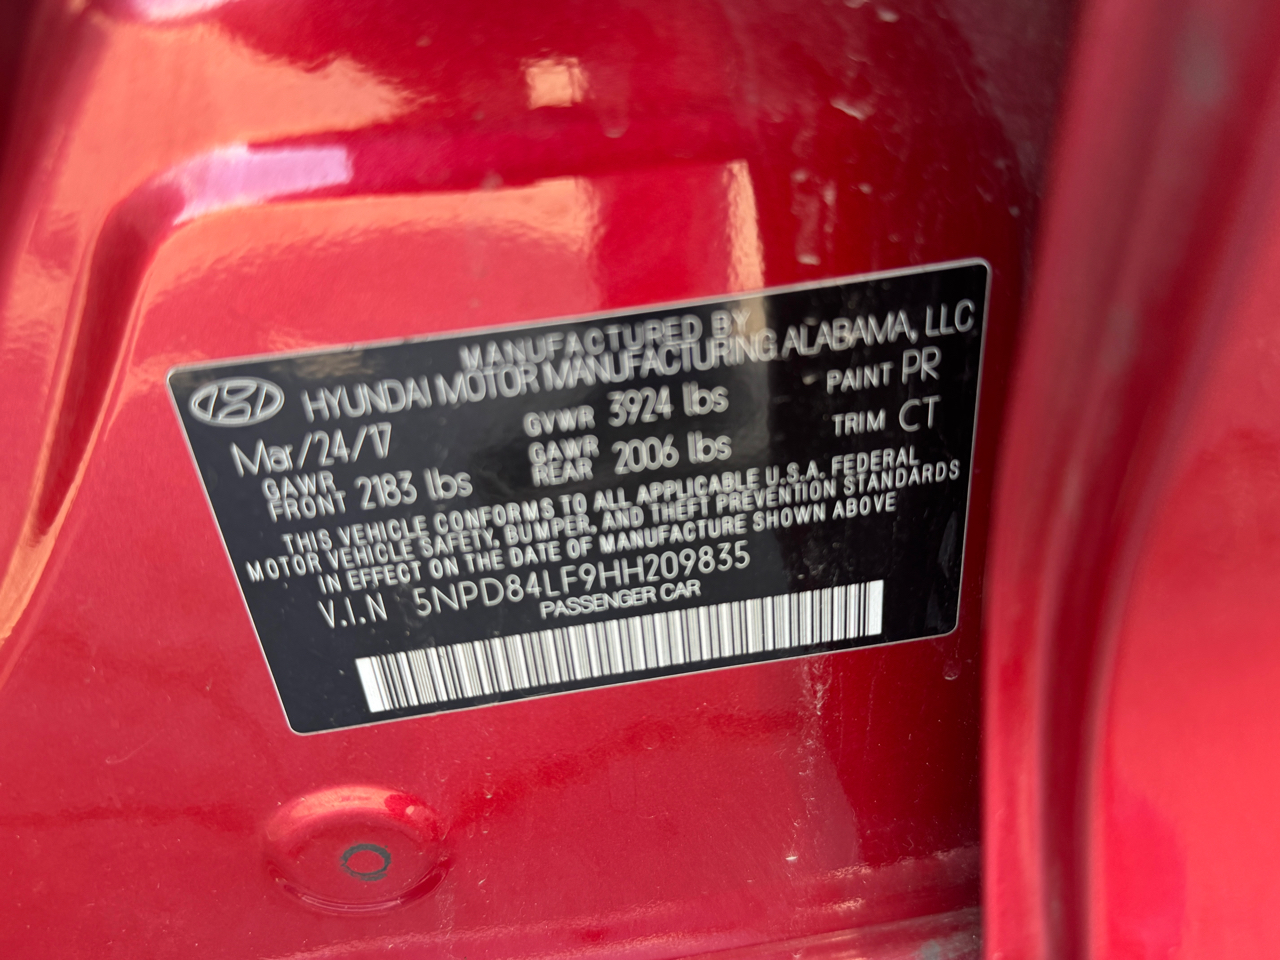 MANUFACTURED BY
HYUNDAI MOTOR MANUFACTURING ALABAMA, LLC
Mar/24/17 GVWR 3924 lbs PAINT PR
GAWR FRONT 2183 lbs GAWR REAR 2006 lbs TRIM CT
THIS VEHICLE CONFORMS TO ALL APPLICABLE U.S.A. FEDERAL
MOTOR VEHICLE SAFETY, BUMPER, AND THEFT PREVENTION STANDARDS
IN EFFECT ON THE DATE OF MANUFACTURE SHOWN ABOVE
V.I.N 5NPD84LF9HH209835
PASSENGER CAR